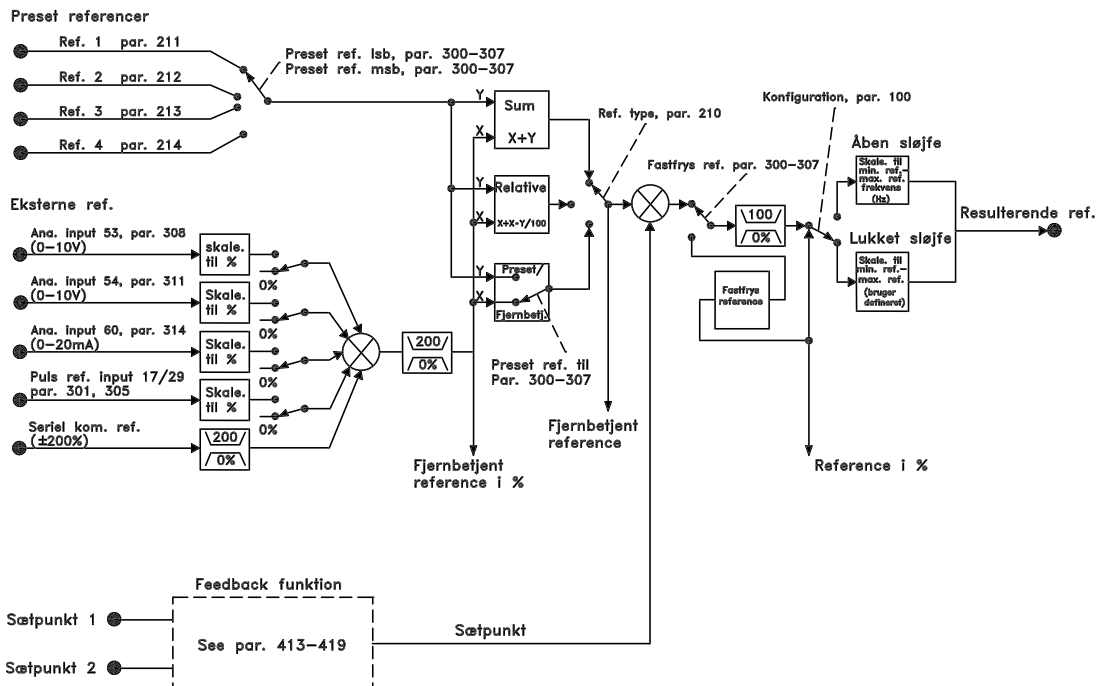 Preset referencer
Ref. 1 par. 211
Ref. 2 par. 212
Ref. 3 par. 213
Ref. 4 par. 214
Preset ref. lsb, par. 300-307
Preset ref. msb, par. 300-307
Y
Sum
X
X+Y
Y
Relative
X
X+X-Y/100
Y
Preset/
X
Fjernbetj.
Ref. type, par. 210
Fastfrys ref. par. 300-307
Konfiguration, par. 100
Åben sløjfe
Skale. til
min. ref.-
max. ref.
frekvens
(Hz)
Resulterende ref.
Lukket sløjfe
Skale. til
min. ref.-
max. ref.
(bruger
defineret)
100
0%
Fastfrys
reference
Eksterne ref.
Ana. input 53, par. 308
(0-10V)
skale.
til %
0%
Ana. input 54, par. 311
(0-10V)
Skale.
til %
0%
Ana. input 60, par. 314
(0-20mA)
Skale.
til %
0%
Puls ref. input 17/29
par. 301, 305
Skale.
til %
0%
Seriel kom. ref.
(±200%)
200
0%
200
0%
Preset ref. til
Par. 300-307
Fjernbetjent
reference
Fjernbetjent
reference i %
Reference i %
Feedback funktion
Sætpunkt 1
See par. 413-419
Sætpunkt
Sætpunkt 2